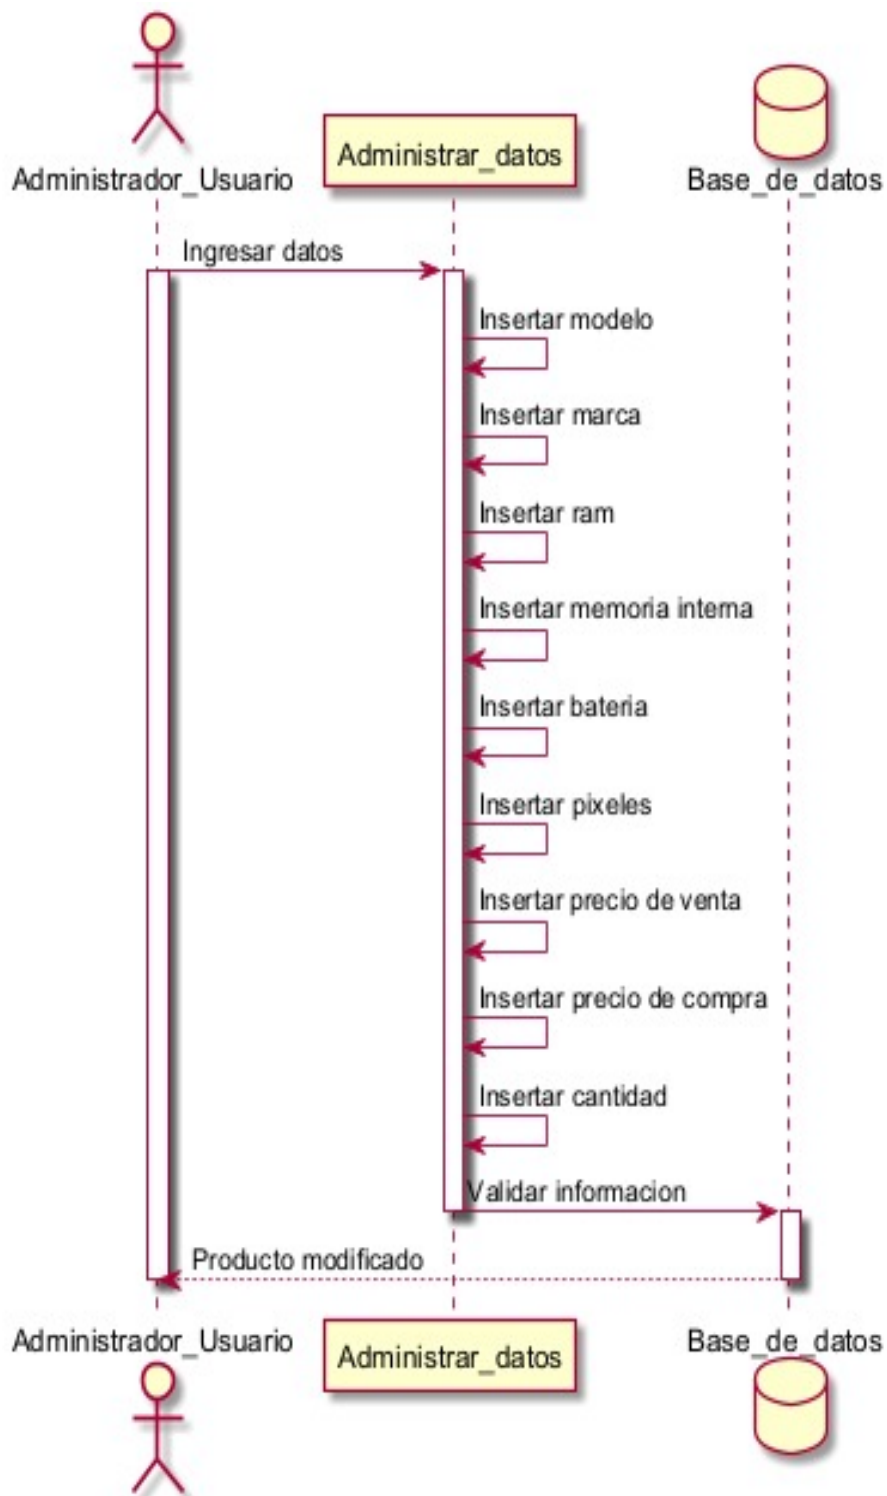 Administrador_Usuario
Administrar_datos
Base_de_datos
Ingresar datos
Insertar modelo
Insertar marca
Insertar ram
Insertar memoria interna
Insertar bateria
Insertar pixeles
Insertar precio de venta
Insertar precio de compra
Insertar cantidad
Validar informacion
Producto modificado
Administrador_Usuario
Administrar_datos
Base_de_datos